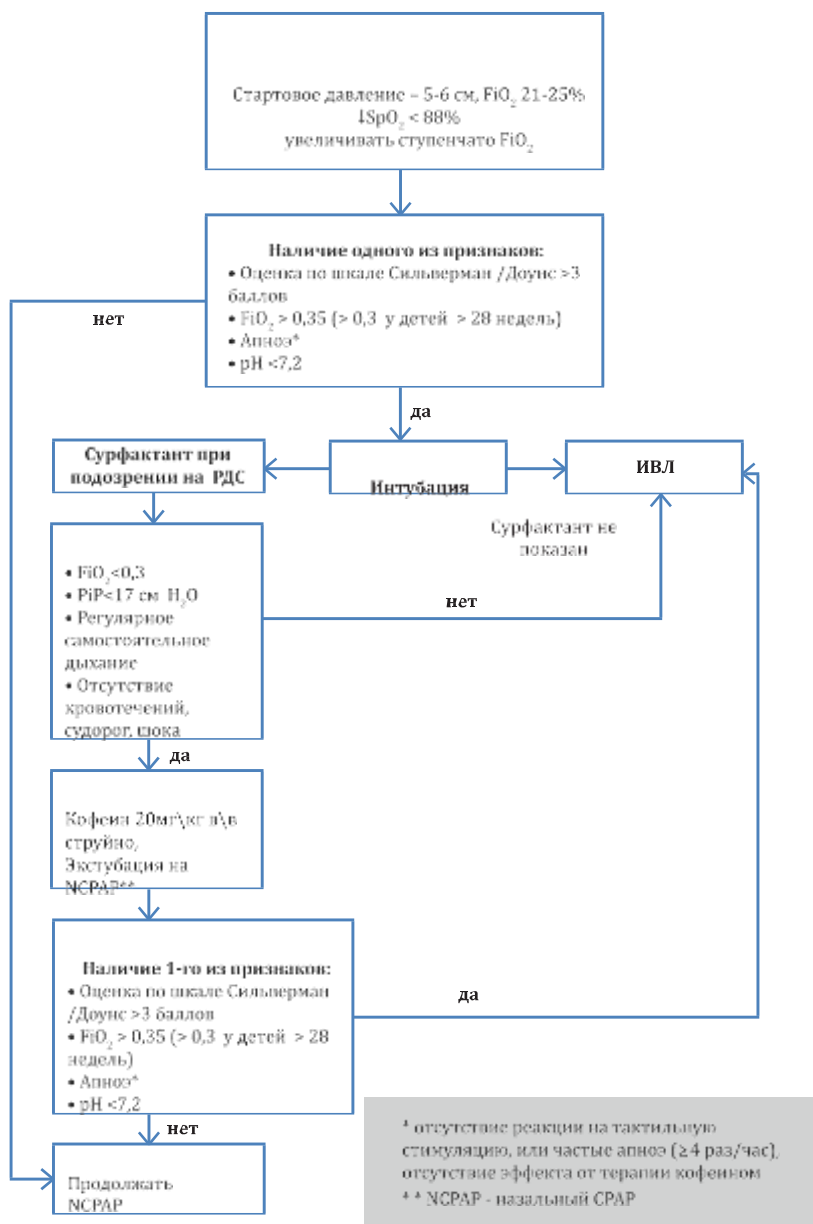 Стартовое давление – 5-6 см, FiO₂ 21-25%
↓SpO₂ < 88%
увеличивать ступенчато FiO₂
Наличие одного из признаков:
• Оценка по шкале Сильверман /Доунс >3
баллов
• FiO₂ > 0,35 (> 0,3 у детей > 28 недель)
• Апноэ*
• pH <7,2
нет
да
Сурфактант при
подозрении на РДС
Интубация
ИВЛ
Сурфактант не
показан
• FiO₂<0,3
• PiP<17 см H₂O
• Регулярное
самостоятельное
дыхание
• Отсутствие
кровотечений,
судорог, шока
нет
да
Кофеин 20мг\кг в\в
струйно,
Экстубация на
NCPAP**
Наличие 1-го из признаков:
• Оценка по шкале Сильверман
/Доунс >3 баллов
• FiO₂ > 0,35 (> 0,3 у детей > 28
недель)
• Апноэ*
• pH <7,2
да
нет
Продолжать
NCPAP
* отсутствие реакции на тактильную
стимуляцию, или частые апноэ (≥4 раз/час),
отсутствие эффекта от терапии кофеином
* * NCPAP - назальный CPAP